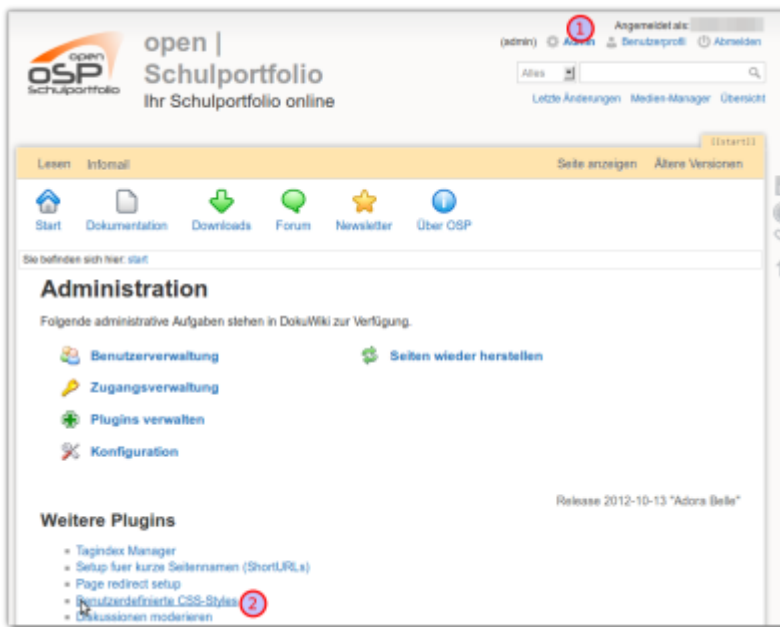 open
OSP
Schulportfolio
open |
Schulportfolio
Ihr Schulportfolio online
Angemeldet als:
(admin) Admin Benutzerprofil Abmelden
1
Alles
Letzte Änderungen Medien-Manager Übersicht
[[start]]
Lesen Infomail Seite anzeigen Ältere Versionen
Start Dokumentation Downloads Forum Newsletter Über OSP
Sie befinden sich hier: start
Administration
Folgende administrative Aufgaben stehen in DokuWiki zur Verfügung.
Benutzerverwaltung Seiten wieder herstellen
Zugangsverwaltung
Plugins verwalten
Konfiguration
Release 2012-10-13 "Adora Belle"
Weitere Plugins
Tagindex Manager
Setup fuer kurze Seitennamen (ShortURLs)
Page redirect setup
Benutzerdefinierte CSS-Styles 2
Diskussionen moderieren